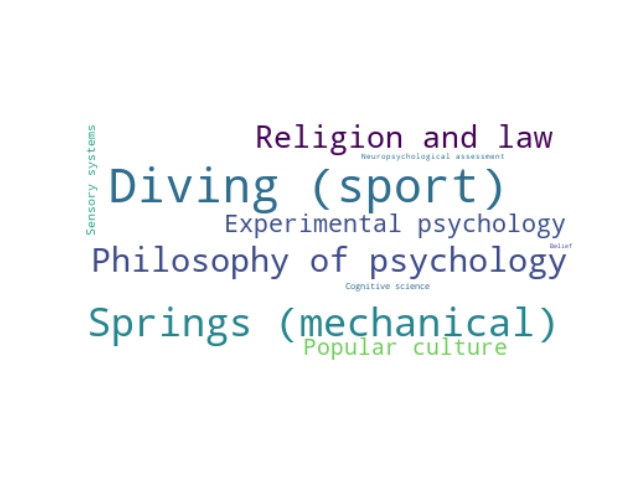 Religion and law
Neuropsychological assessment
Sensory systems
Diving (sport)
Experimental psychology
Belief
Philosophy of psychology
Cognitive science
Springs (mechanical)
Popular culture